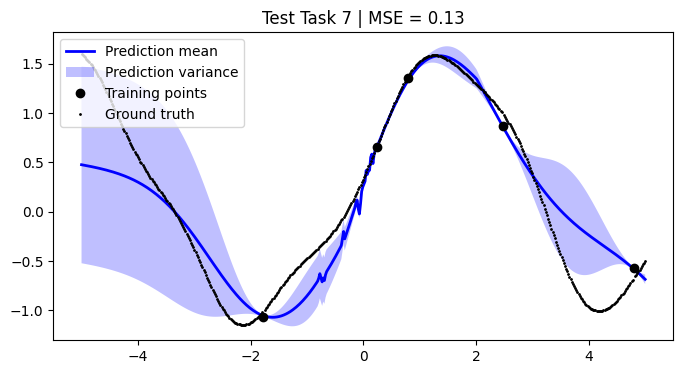 Test Task 7 | MSE = 0.13
Prediction mean
Prediction variance
Training points
Ground truth
1.5
1.0
0.5
0.0
−0.5
−1.0
−4
−2
0
2
4